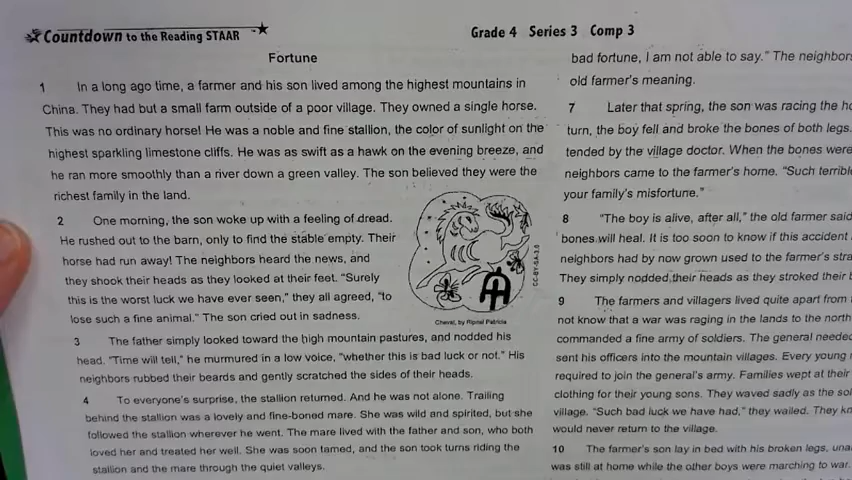 Countdown to the Reading STAAR
Grade 4 Series 3 Comp 3
Fortune
1 In a long ago time, a farmer and his son lived among the highest mountains in
China. They had but a small farm outside of a poor village. They owned a single horse.
This was no ordinary horse! He was a noble and fine stallion, the color of sunlight on the
highest sparkling limestone cliffs. He was as swift as a hawk on the evening breeze, and
he ran more smoothly than a river down a green valley. The son believed they were the
richest family in the land.
2 One morning, the son woke up with a feeling of dread.
He rushed out to the barn, only to find the stable empty. Their
horse had run away! The neighbors heard the news, and
they shook their heads as they looked at their feet. "Surely
this is the worst luck we have ever seen," they all agreed, "to
lose such a fine animal." The son cried out in sadness.
CC-BY-SA-3.0
Cheval, by Ripnel Patricia
3 The father simply looked toward the high mountain pastures, and nodded his
head. "Time will tell," he murmured in a low voice, "whether this is bad luck or not." His
neighbors rubbed their beards and gently scratched the sides of their heads.
4 To everyone's surprise, the stallion returned. And he was not alone. Trailing
behind the stallion was a lovely and fine-boned mare. She was wild and spirited, but she
followed the stallion wherever he went. The mare lived with the father and son, who both
loved her and treated her well. She was soon tamed, and the son took turns riding the
stallion and the mare through the quiet valleys.
bad fortune, I am not able to say." The neighbors
old farmer's meaning.
7 Later that spring, the son was racing the
turn, the boy fell and broke the bones of both legs.
tended by the village doctor. When the bones were
neighbors came to the farmer's home. "Such terrible
your family's misfortune."
8 "The boy is alive, after all," the old farmer said
bones will heal. It is too soon to know if this accident
neighbors had by now grown used to the farmer's
They simply nodded their heads as they stroked their
9 The farmers and villagers lived quite apart from
not know that a war was raging in the lands to the north
commanded a fine army of soldiers. The general needed
sent his officers into the mountain villages. Every young
required to join the general's army. Families wept at their
clothing for their young sons. They waved sadly as the
village. "Such bad luck we have had," they wailed. They
would never return to the village.
10 The farmer's son lay in bed with his broken legs,
was still at home while the other boys were marching to war.